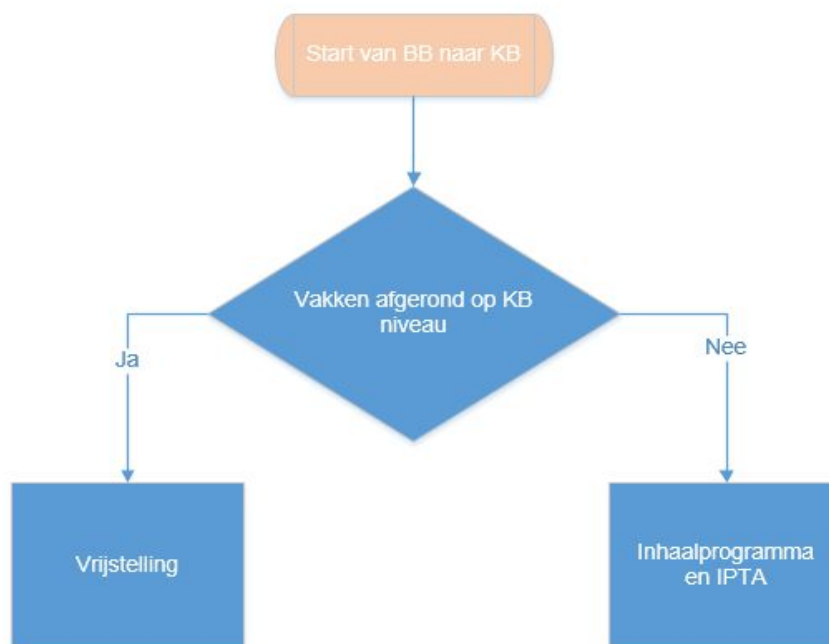 Start van BB naar KB
Vakken afgerond op KB
niveau
Ja
Nee
Vrijstelling
Inhaalprogramma
en IPTA